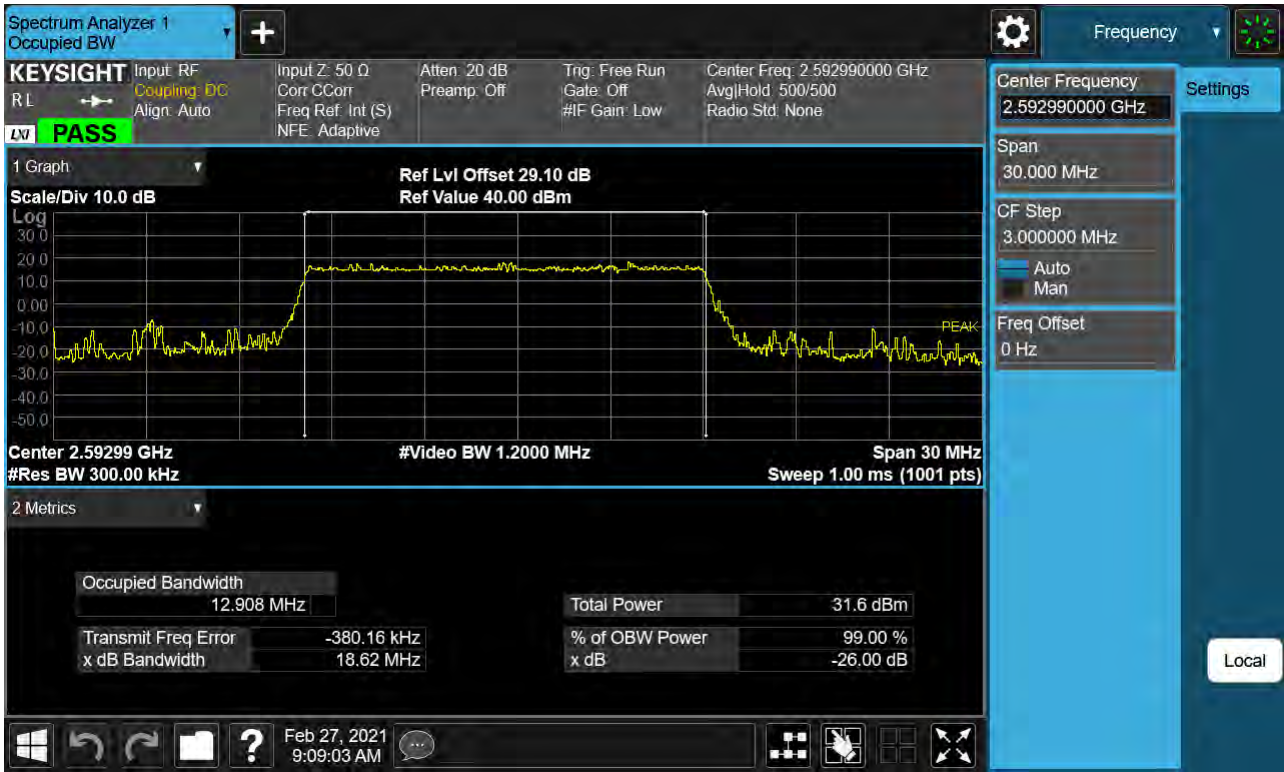 Spectrum Analyzer 1
Occupied BW
+
Frequency
KEYSIGHT
RL
LXI
PASS
Input: RF
Coupling: DC
Align: Auto
Input Z: 50 Ω
Corr CCorr
Freq Ref: Int (S)
NFE: Adaptive
Atten: 20 dB
Preamp: Off
Trig: Free Run
Gate: Off
#IF Gain: Low
Center Freq: 2.592990000 GHz
Avg|Hold: 500/500
Radio Std: None
Center Frequency
2.592990000 GHz
Settings
Span
30.000 MHz
CF Step
3.000000 MHz
Auto
Man
Freq Offset
0 Hz
Local
1 Graph
Scale/Div 10.0 dB
Ref Lvl Offset 29.10 dB
Ref Value 40.00 dBm
Log
30.0
20.0
10.0
0.00
-10.0
-20.0
-30.0
-40.0
-50.0
PEAK
Center 2.59299 GHz
#Video BW 1.2000 MHz
Span 30 MHz
#Res BW 300.00 kHz
Sweep 1.00 ms (1001 pts)
2 Metrics
Occupied Bandwidth
12.908 MHz
Total Power 31.6 dBm
Transmit Freq Error -380.16 kHz
% of OBW Power 99.00 %
x dB Bandwidth 18.62 MHz
x dB -26.00 dB
?
Feb 27, 2021
9:09:03 AM